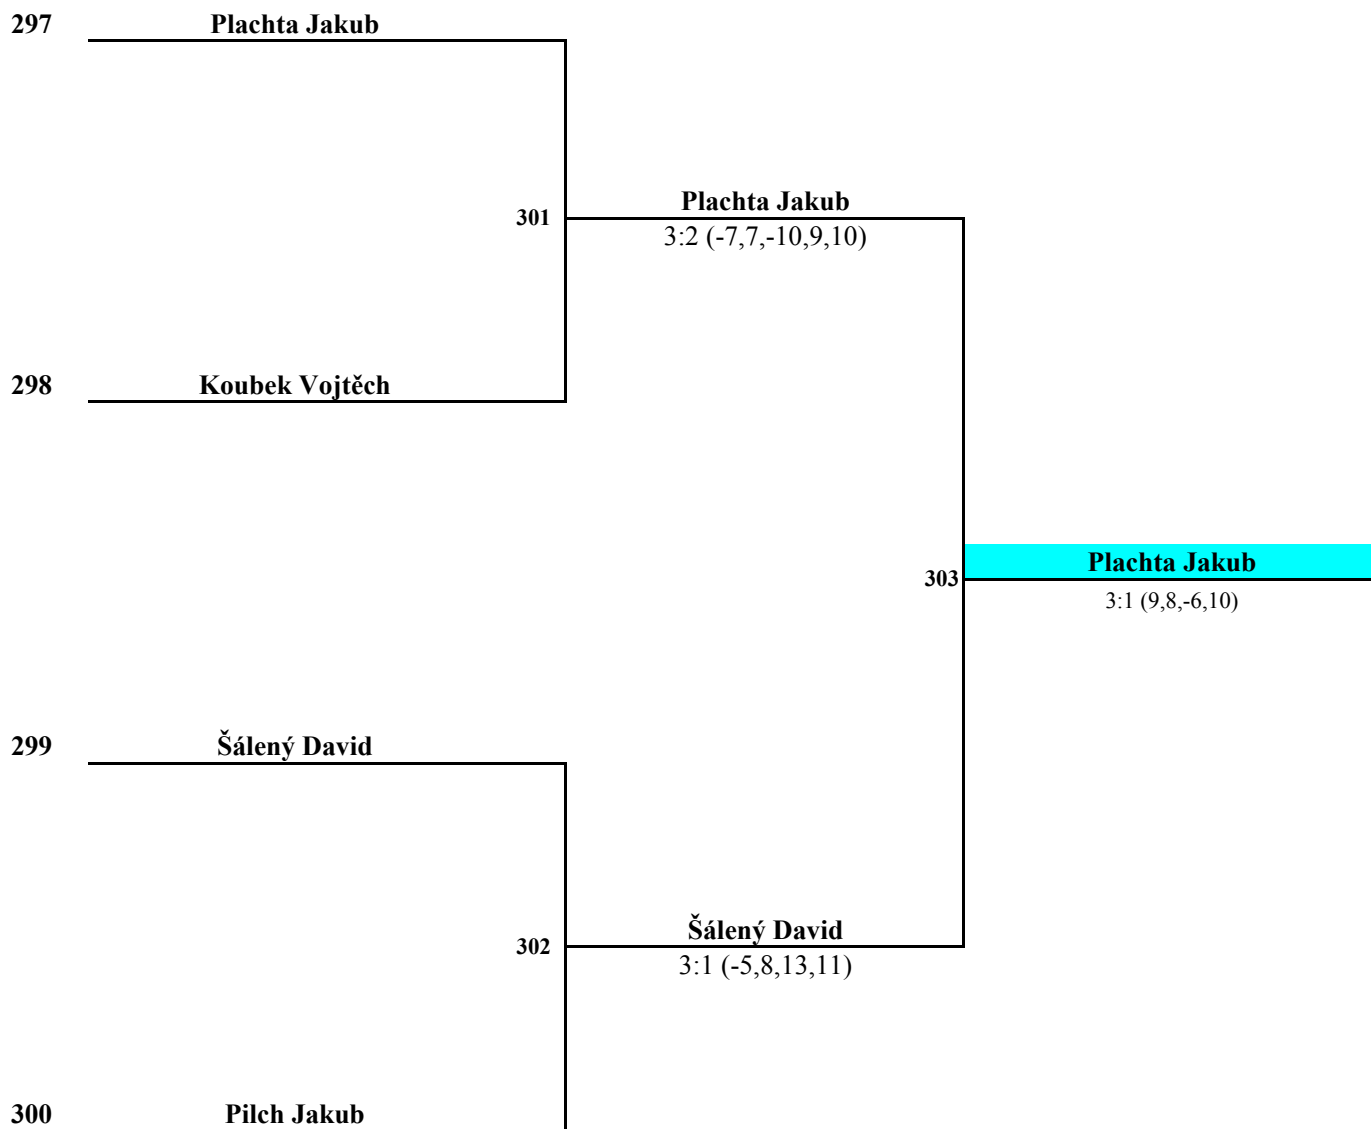 297 Plachta Jakub
301 Plachta Jakub
3:2 (-7,7,-10,9,10)
298 Koubek Vojtěch
303 Plachta Jakub
3:1 (9,8,-6,10)
299 Šálený David
302 Šálený David
3:1 (-5,8,13,11)
300 Pilch Jakub